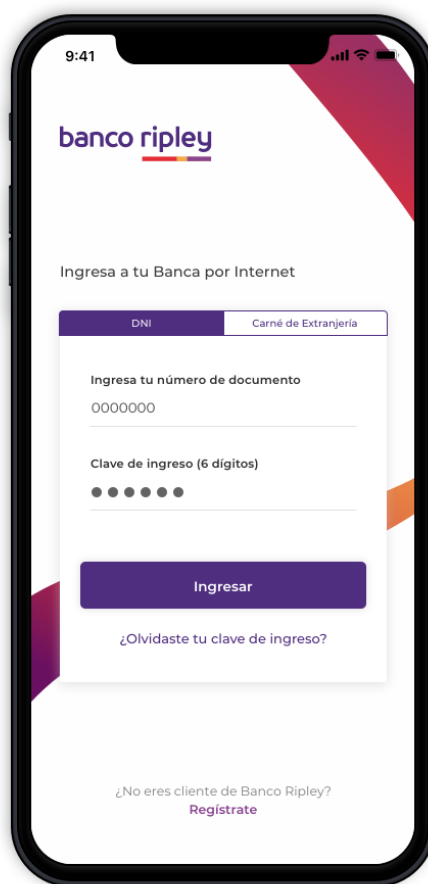 9:41
banco ripley
Ingresa a tu Banca por Internet
DNI
Carné de Extranjería
Ingresa tu número de documento
0000000
Clave de ingreso (6 dígitos)
Ingresar
¿Olvidaste tu clave de ingreso?
¿No eres cliente de Banco Ripley?
Regístrate